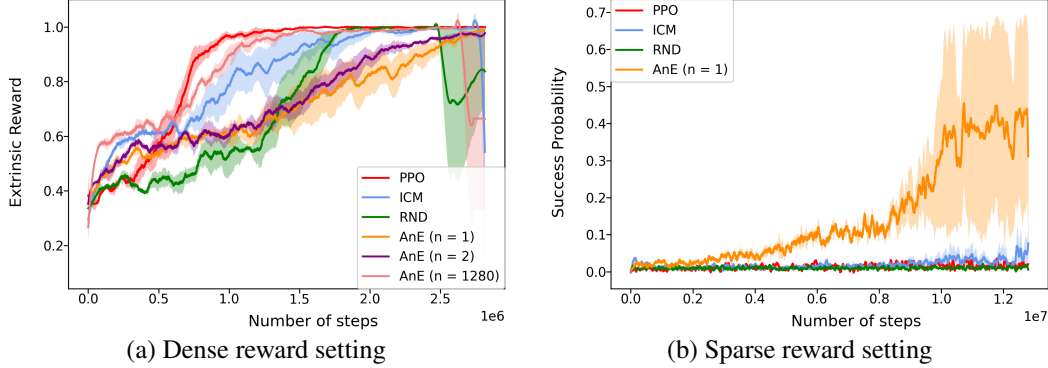 1.0
0.8
0.6
0.4
0.2
Extrinsic Reward
PPO
ICM
RND
AnE (n = 1)
AnE (n = 2)
AnE (n = 1280)
0.0 0.5 1.0 1.5 2.0 2.5
1e6
Number of steps
(a) Dense reward setting
0.7
0.6
0.5
0.4
0.3
0.2
0.1
0.0
Success Probability
PPO
ICM
RND
AnE (n = 1)
0.0 0.2 0.4 0.6 0.8 1.0 1.2
1e7
Number of steps
(b) Sparse reward setting